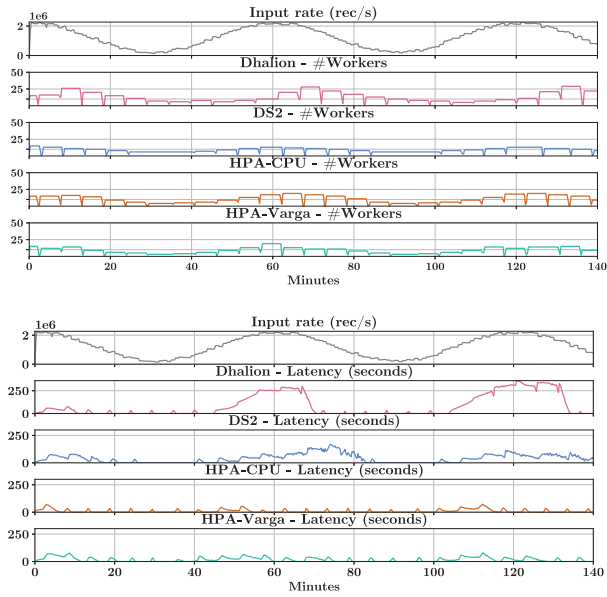 Input rate (rec/s)
1e6
2
0
Dhalion - #Workers
50
25
DS2 - #Workers
50
25
HPA-CPU - #Workers
50
25
HPA-Varga - #Workers
50
25
0 20 40 60 80 100 120 140
Minutes
Input rate (rec/s)
1e6
2
0
Dhalion - Latency (seconds)
250
0
DS2 - Latency (seconds)
250
0
HPA-CPU - Latency (seconds)
250
0
HPA-Varga - Latency (seconds)
250
0
0 20 40 60 80 100 120 140
Minutes